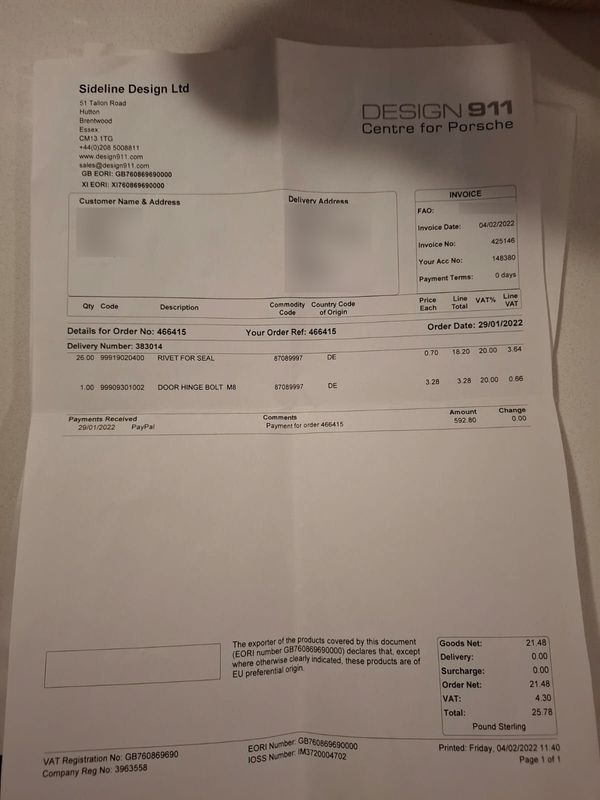 Sideline Design Ltd
51 Tallon Road
Hutton
Brentwood
Essex
CM13 1TG
+44(0)208 5008811
www.design911.com
sales@design911.com
GB EORI: GB760869690000
XI EORI: XI760869690000
DESIGN 911
Centre for Porsche
Customer Name & Address
Delivery Address
INVOICE
FAO:
Invoice Date: 04/02/2022
Invoice No: 425146
Your Acc No: 148380
Payment Terms: 0 days
Qty Code Description Commodity Code Country Code of Origin Price Each Line Total VAT% Line VAT
Details for Order No: 466415 Your Order Ref: 466415 Order Date: 29/01/2022
Delivery Number: 383014
26.00 99919020400 RIVET FOR SEAL 87089997 DE 0.70 18.20 20.00 3.64
1.00 99909301002 DOOR HINGE BOLT M8 87089997 DE 3.28 3.28 20.00 0.66
Payments Received Comments Amount Change
29/01/2022 PayPal Payment for order 466415 592.80 0.00
The exporter of the products covered by this document
(EORI number GB760869690000) declares that, except
where otherwise clearly indicated, these products are of
EU preferential origin.
Goods Net: 21.48
Delivery: 0.00
Surcharge: 0.00
Order Net: 21.48
VAT: 4.30
Total: 25.78
Pound Sterling
VAT Registration No: GB760869690
Company Reg No: 3963558
EORI Number: GB760869690000
IOSS Number: IM3720004702
Printed: Friday, 04/02/2022 11:40
Page 1 of 1